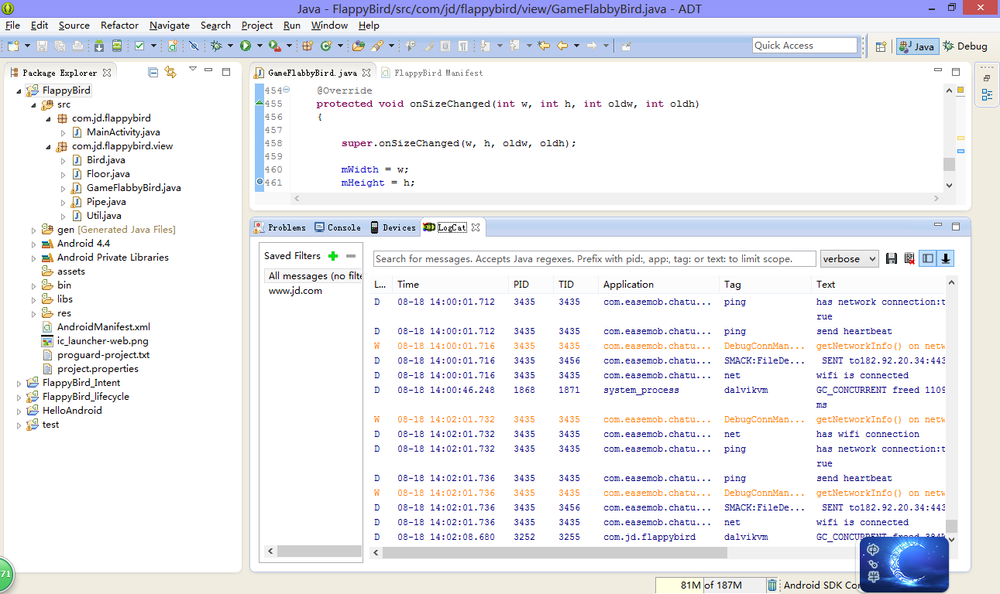 Java - FlappyBird/src/com/jd/flappybird/view/GameFlabbyBird.java - ADT
File Edit Source Refactor Navigate Search Project Run Window Help
Quick Access
Java
Debug
Package Explorer
FlappyBird
src
com.jd.flappybird
MainActivity.java
com.jd.flappybird.view
Bird.java
Floor.java
GameFlabbyBird.java
Pipe.java
Util.java
gen [Generated Java Files]
Android 4.4
Android Private Libraries
assets
bin
libs
res
AndroidManifest.xml
ic_launcher-web.png
proguard-project.txt
project.properties
FlappyBird_Intent
FlappyBird_lifecycle
HelloAndroid
test
71
GameFlabbyBird.java
FlappyBird Manifest
454 @Override
455 protected void onSizeChanged(int w, int h, int oldw, int oldh)
456 {
457
458 super.onSizeChanged(w, h, oldw, oldh);
459
460 mWidth = w;
461 mHeight = h;
Problems Console Devices LogCat
Saved Filters
All messages (no filte
www.jd.com
Search for messages. Accepts Java regexes. Prefix with pid:, app:, tag: or text: to limit scope.
verbose
L... Time PID TID Application Tag Text
D 08-18 14:00:01.712 3435 3435 com.easemob.chatu... ping has network connection:t
rue
D 08-18 14:00:01.712 3435 3435 com.easemob.chatu... ping send heartbeat
W 08-18 14:00:01.716 3435 3435 com.easemob.chatu... DebugConnMan... getNetworkInfo() on netw
D 08-18 14:00:01.716 3435 3456 com.easemob.chatu... SMACK:FileDe... SENT to182.92.20.34:443
D 08-18 14:00:01.716 3435 3435 com.easemob.chatu... net wifi is connected
D 08-18 14:00:46.248 1868 1871 system_process dalvikvm GC_CONCURRENT freed 1109
ms
W 08-18 14:02:01.732 3435 3435 com.easemob.chatu... DebugConnMan... getNetworkInfo() on netw
D 08-18 14:02:01.732 3435 3435 com.easemob.chatu... net has wifi connection
D 08-18 14:02:01.732 3435 3435 com.easemob.chatu... ping has network connection:t
rue
D 08-18 14:02:01.736 3435 3435 com.easemob.chatu... ping send heartbeat
W 08-18 14:02:01.736 3435 3435 com.easemob.chatu... DebugConnMan... getNetworkInfo() on netw
D 08-18 14:02:01.736 3435 3456 com.easemob.chatu... SMACK:FileDe... SENT to182.92.20.34:443
D 08-18 14:02:01.736 3435 3435 com.easemob.chatu... net wifi is connected
D 08-18 14:02:08.680 3252 3255 com.jd.flappybird dalvikvm GC_CONCURRENT freed 384
81M of 187M
Android SDK Con
中
半